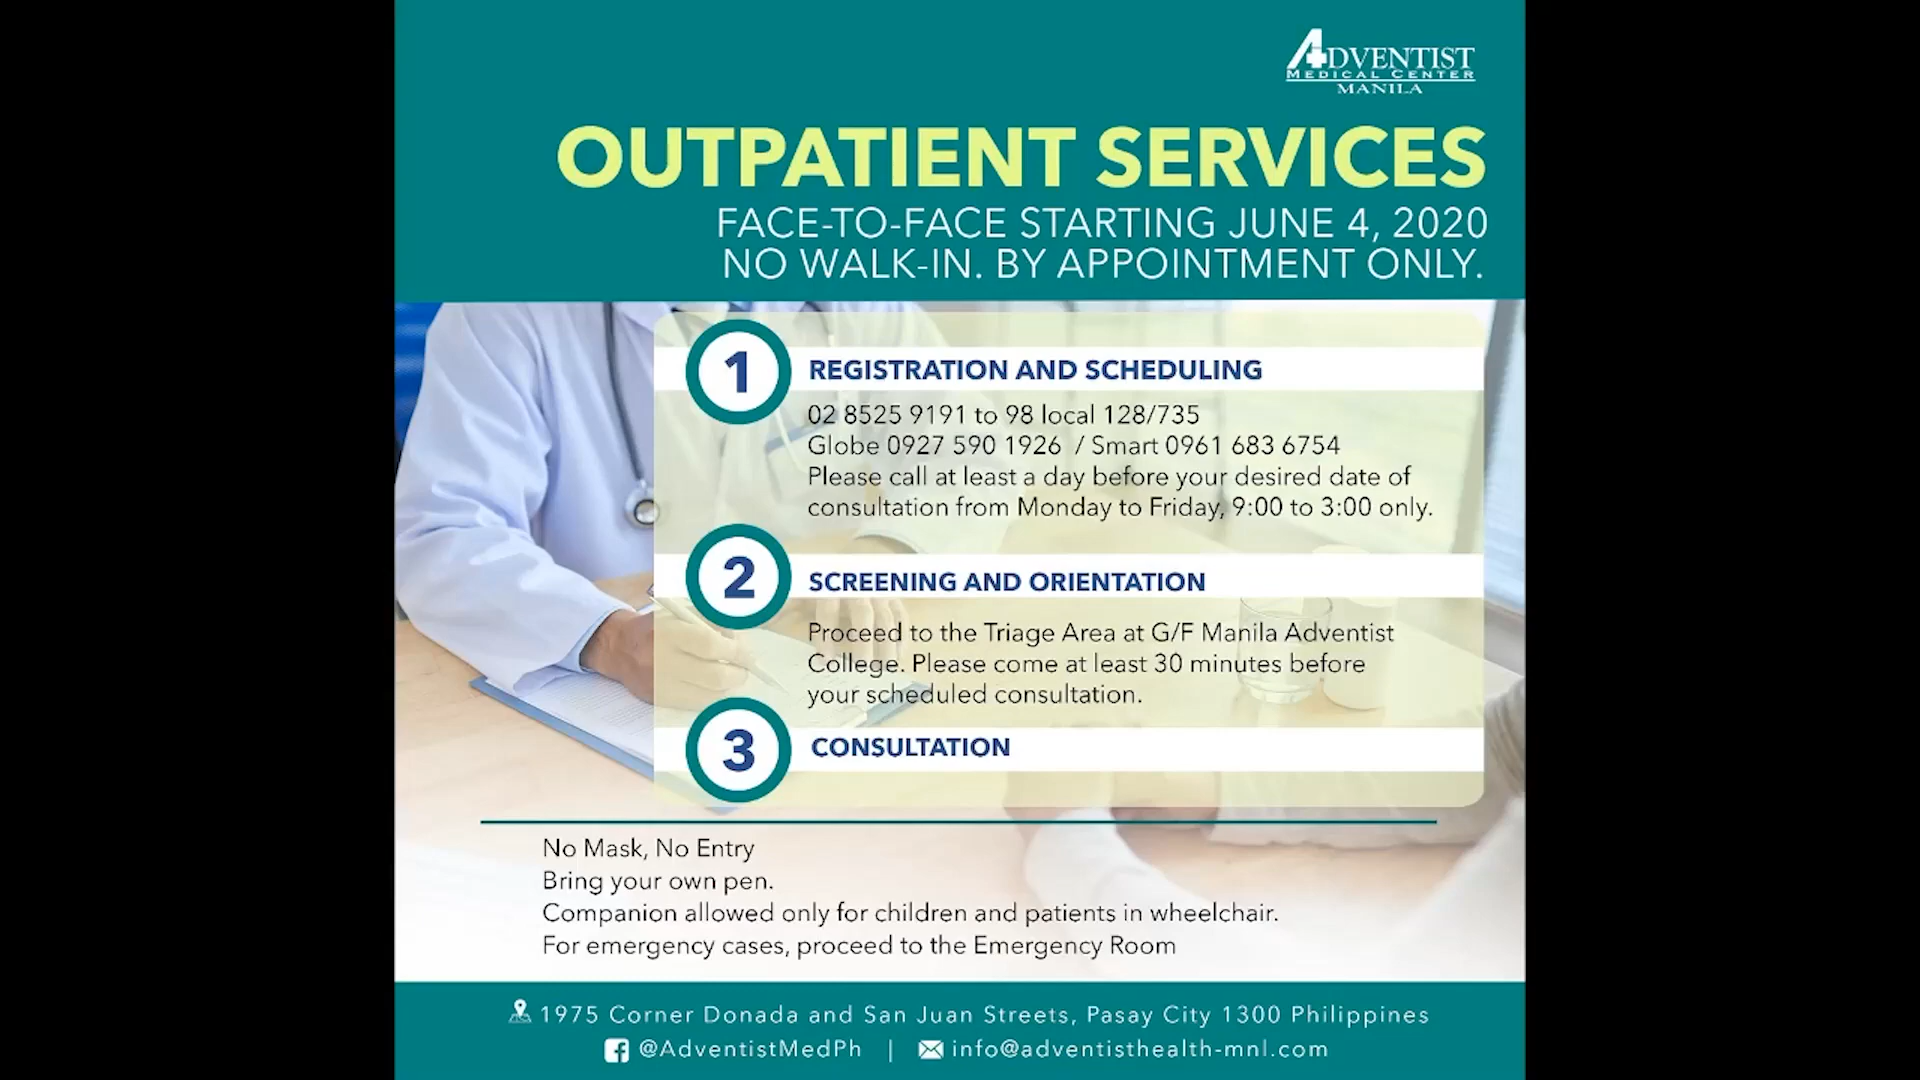 ADVENTIST
MEDICAL CENTER
MANILA
OUTPATIENT SERVICES
FACE-TO-FACE STARTING JUNE 4, 2020
NO WALK-IN. BY APPOINTMENT ONLY.
1
REGISTRATION AND SCHEDULING
02 8525 9191 to 98 local 128/735
Globe 0927 590 1926 / Smart 0961 683 6754
Please call at least a day before your desired date of
consultation from Monday to Friday, 9:00 to 3:00 only.
2
SCREENING AND ORIENTATION
Proceed to the Triage Area at G/F Manila Adventist
College. Please come at least 30 minutes before
your scheduled consultation.
3
CONSULTATION
No Mask, No Entry
Bring your own pen.
Companion allowed only for children and patients in wheelchair.
For emergency cases, proceed to the Emergency Room
1975 Corner Donada and San Juan Streets, Pasay City 1300 Philippines
@AdventistMedPh | info@adventisthealth-mnl.com